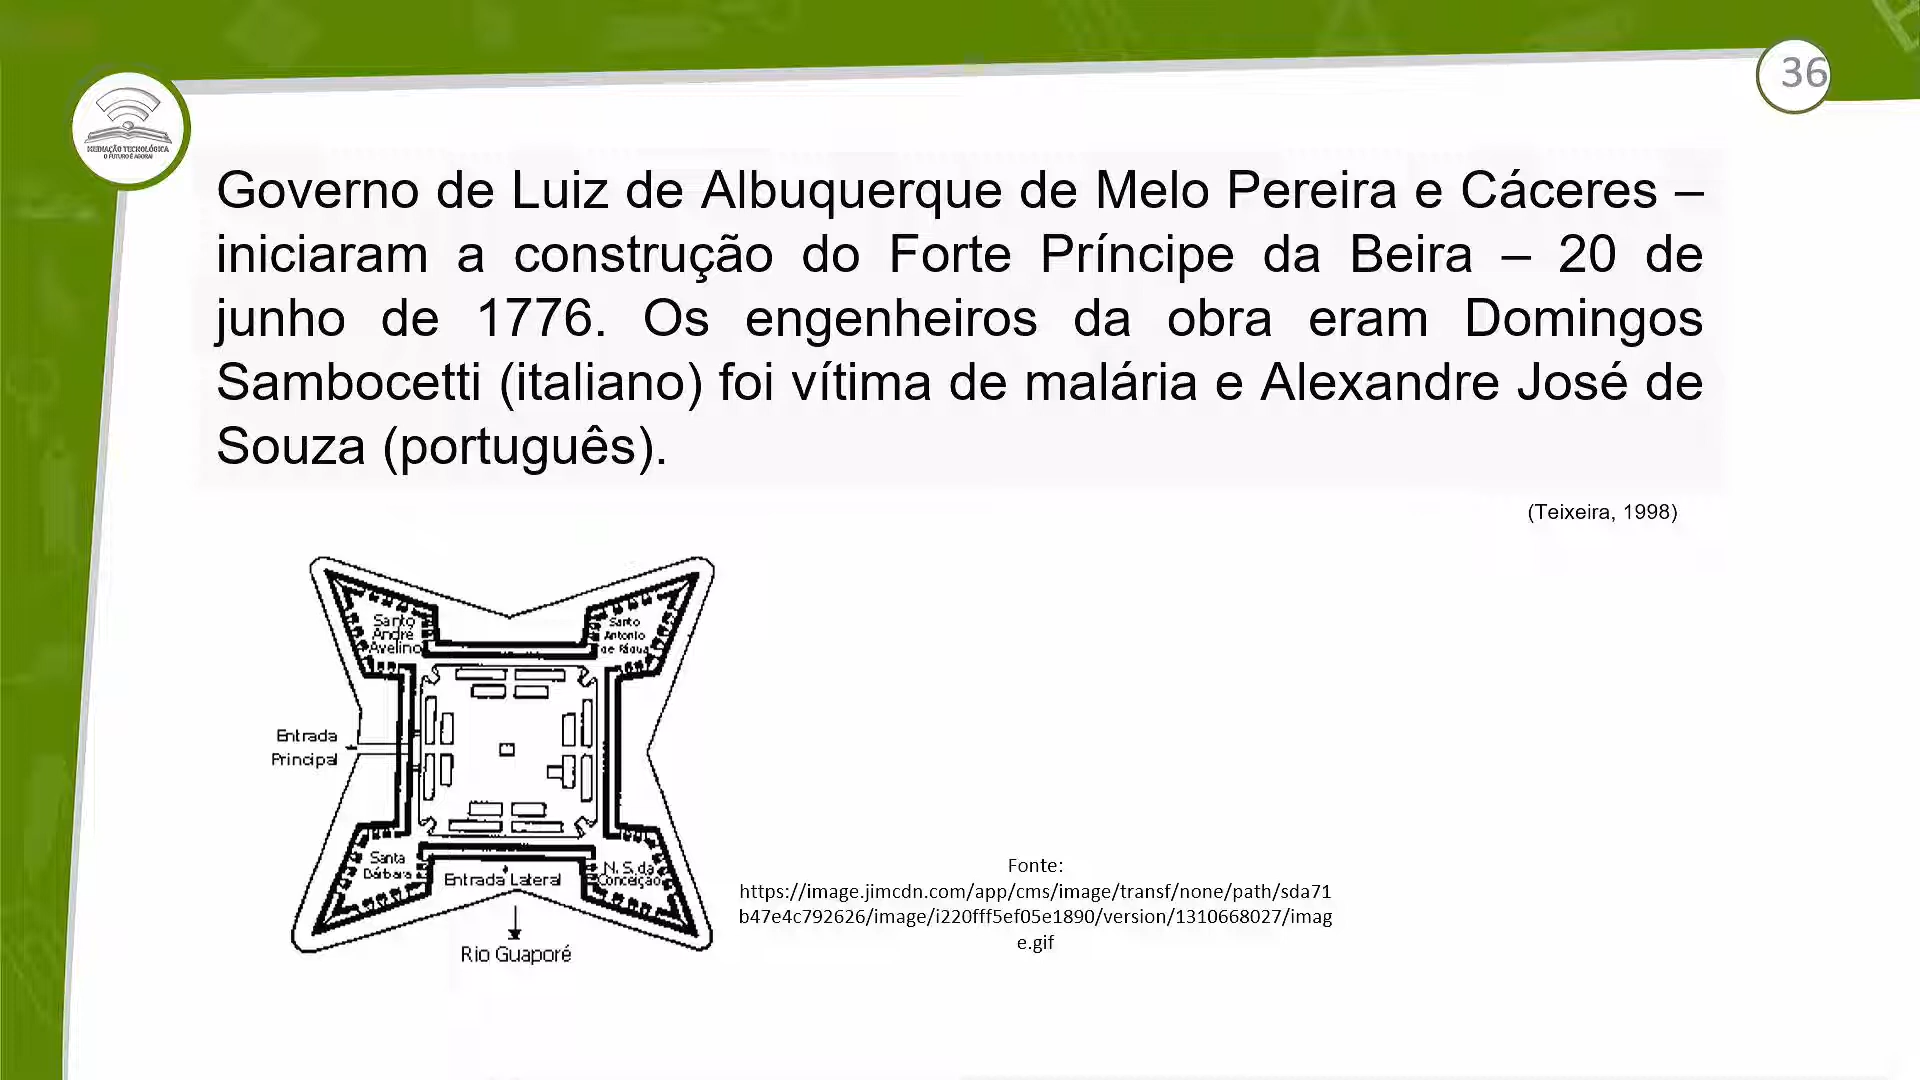 36
MEDIAÇÃO TECNOLÓGICA
O FUTURO É AGORA!
Governo de Luiz de Albuquerque de Melo Pereira e Cáceres –
iniciaram a construção do Forte Príncipe da Beira – 20 de
junho de 1776. Os engenheiros da obra eram Domingos
Sambocetti (italiano) foi vítima de malária e Alexandre José de
Souza (português).
(Teixeira, 1998)
Santo
André
Avelino
Santo
Antonio
de Pádua
Entrada
Principal
Santa
Bárbara
Entrada Lateral
N. S. da
Conceição
Rio Guaporé
Fonte:
https://image.jimcdn.com/app/cms/image/transf/none/path/sda71
b47e4c792626/image/i220fff5ef05e1890/version/1310668027/imag
e.gif